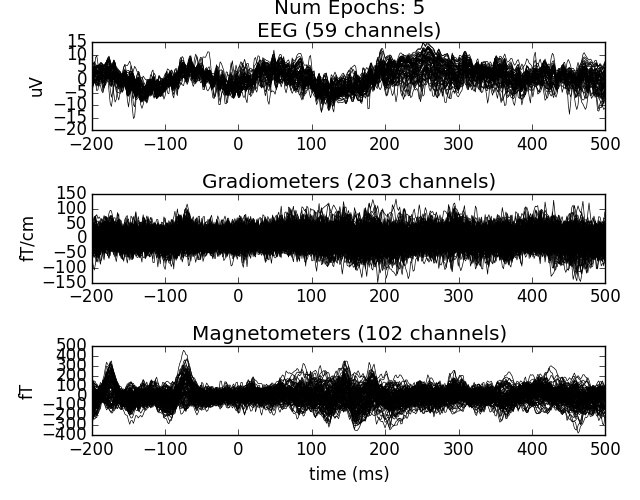 Num Epochs: 5
EEG (59 channels)
15
10
5
0
−5
−10
−15
−20
uV
−200 −100 0 100 200 300 400 500
Gradiometers (203 channels)
150
100
50
0
−50
−100
−150
fT/cm
−200 −100 0 100 200 300 400 500
Magnetometers (102 channels)
500
400
300
200
100
0
−100
−200
−300
−400
fT
−200 −100 0 100 200 300 400 500
time (ms)